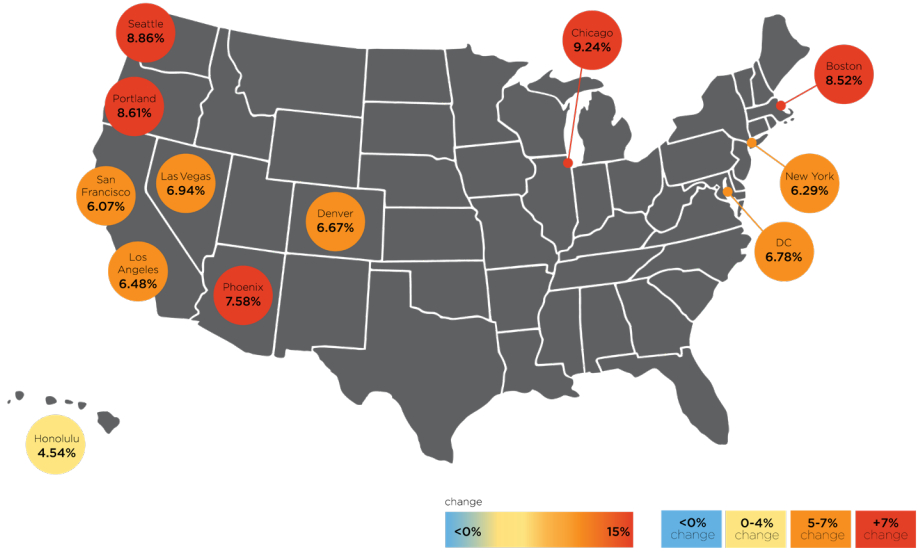 Seattle
8.86%
Chicago
9.24%
Boston
8.52%
Portland
8.61%
San
Francisco
6.07%
Las Vegas
6.94%
Denver
6.67%
New York
6.29%
DC
6.78%
Los
Angeles
6.48%
Phoenix
7.58%
Honolulu
4.54%
change
<0% 15%
<0%
change
0-4%
change
5-7%
change
+7%
change